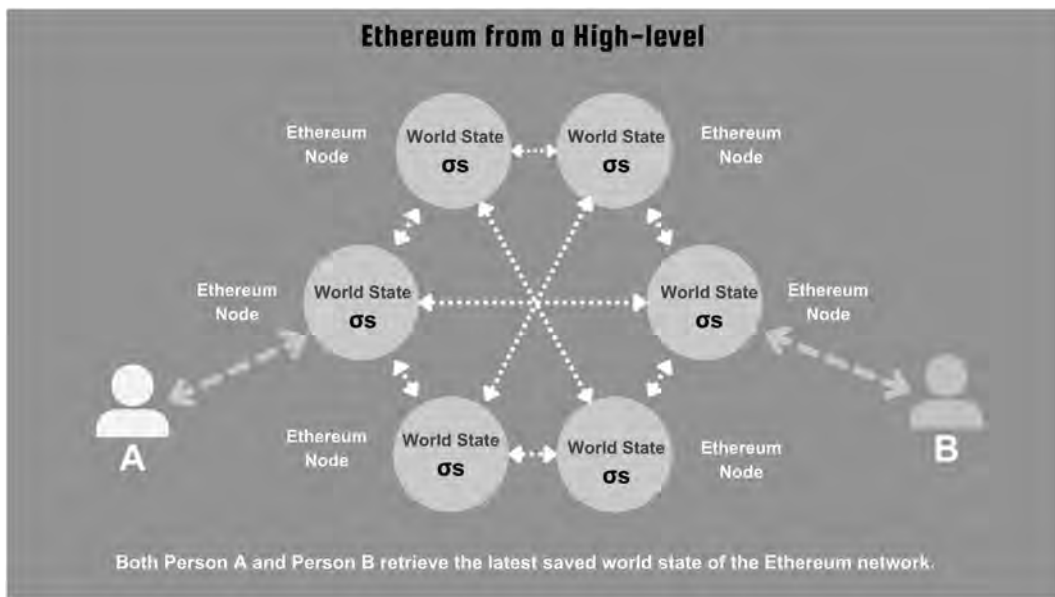 Ethereum from a High-level
Ethereum
Node
World State
σs
World State
σs
Ethereum
Node
Ethereum
Node
World State
σs
World State
σs
Ethereum
Node
A
Ethereum
Node
World State
σs
World State
σs
Ethereum
Node
B
Both Person A and Person B retrieve the latest saved world state of the Ethereum network.